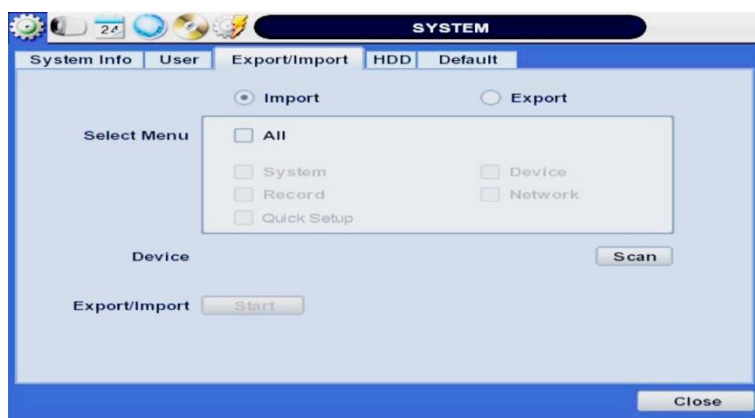 24
SYSTEM
System Info User Export/Import HDD Default
Import Export
Select Menu All
System Device
Record Network
Quick Setup
Device Scan
Export/Import Start
Close